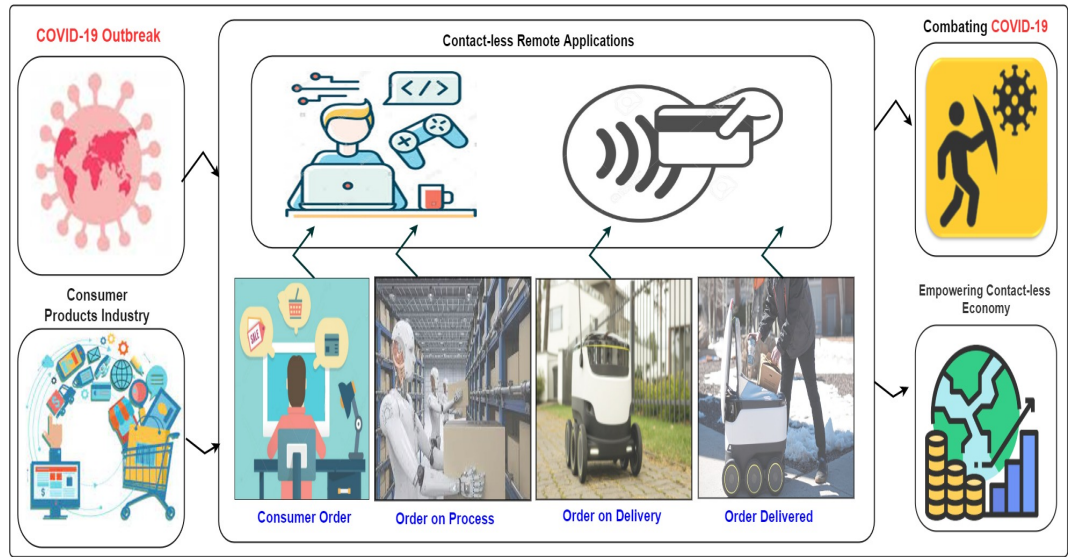 COVID-19 Outbreak
Contact-less Remote Applications
Combating COVID-19
</>
Consumer
Products Industry
Empowering Contact-less
Economy
SALE
$
$
Consumer Order
Order on Process
Order on Delivery
Order Delivered